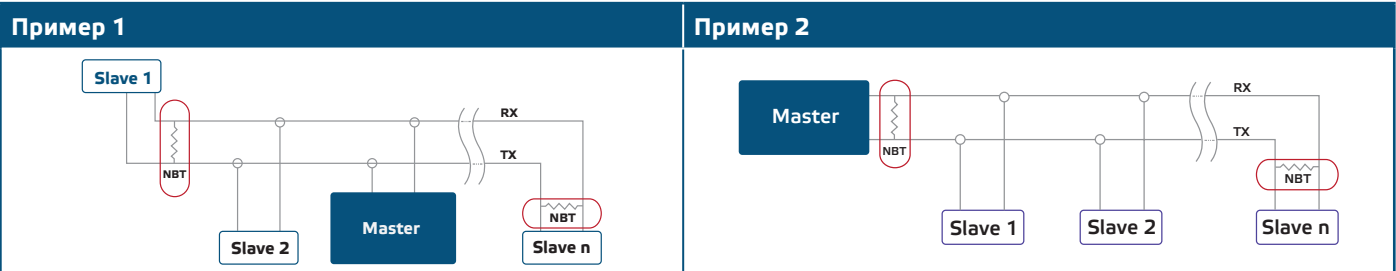 Пример 1
Slave 1
RX
TX
NBT
NBT
Slave 2
Master
Slave n
Пример 2
Master
RX
TX
NBT
NBT
Slave 1
Slave 2
Slave n